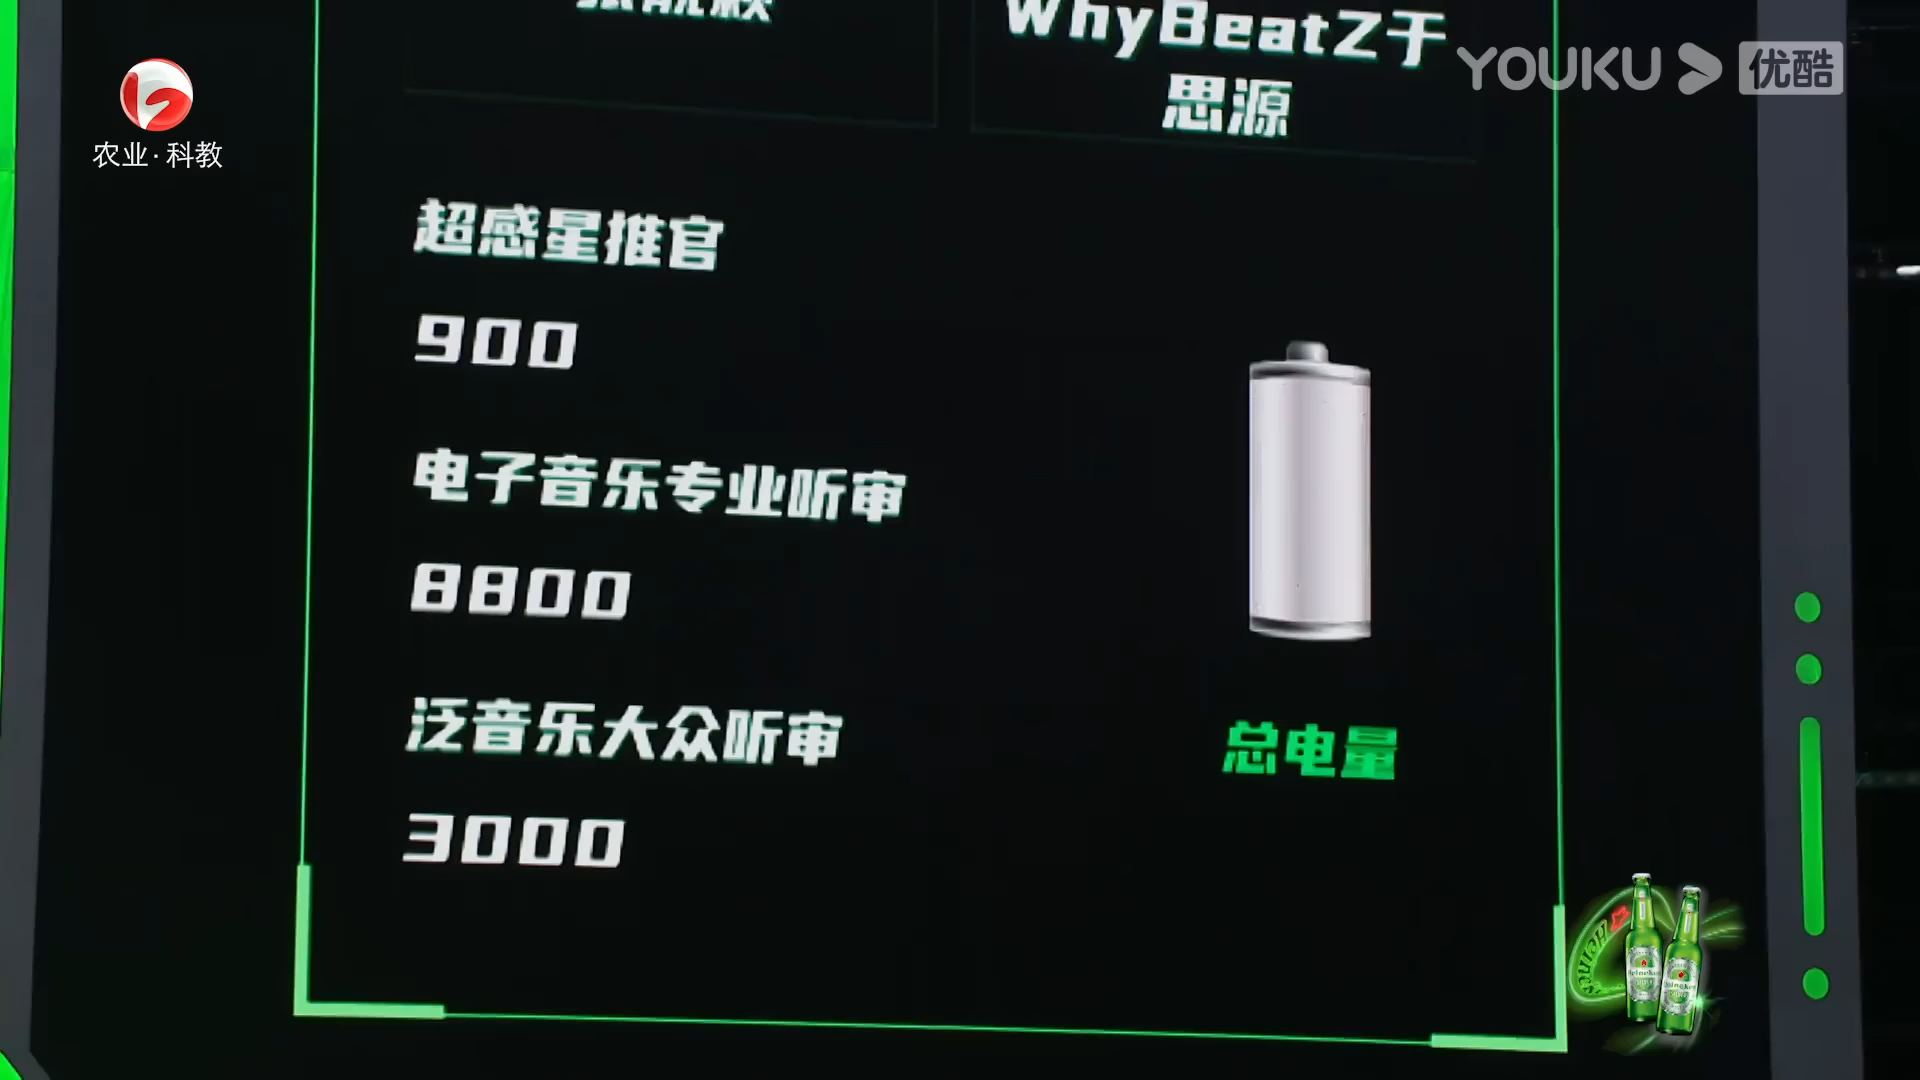 WhyBeatZ于
思源
YOUKU 优酷
农业·科教
超感星推官
900
电子音乐专业听审
8800
泛音乐大众听审
3000
总电量
Heineken
Heineken